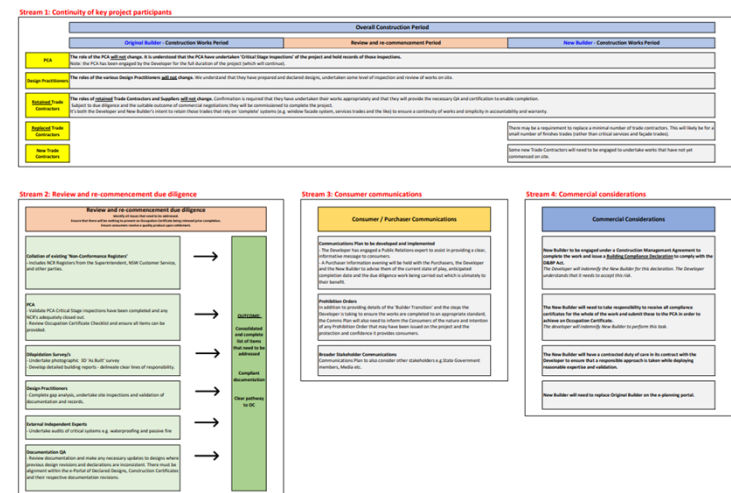 Stream 1: Continuity of key project participants
Overall Construction Period
Original Builder - Construction Works Period
Review and re-commencement Period
New Builder - Construction Works Period
PCA
The role of the PCA will not change. It is understood that the PCA have undertaken 'Critical Stage Inspections' of the project and hold records of those inspections.
Note: the PCA has been engaged by the Developer for the full duration of the project (which will continue).
Design Practitioners
The roles of the various Design Practitioners will not change. We understand that they have prepared and declared designs, undertaken some level of inspection and review of works on site.
Retained Trade
Contractors
The roles of retained Trade Contractors and Suppliers will not change. Confirmation is required that they have undertaken their works appropriately and that they will provide the necessary QA and certification to enable completion.
Subject to due diligence and the suitable outcome of commercial negotiations they will be commissioned to complete the project.
It's both the Developer and New Builder's intent to retain those trades that rely on 'complete' systems (e.g. window facade system, services trades and the like) to ensure a continuity of works and simplicity in accountability and warranty.
Replaced Trade
Contractors
There may be a requirement to replace a minimal number of trade contractors. This will likely be for a
small number of finishes trades (rather than critical services and façade trades).
New Trade
Contractors
Some new Trade Contractors will need to be engaged to undertake works that have not yet
commenced on site.
Stream 2: Review and re-commencement due diligence
Review and re-commencement due diligence
Identify all issues that need to be addressed.
Ensure that there will be nothing to prevent an Occupation Certificate being released prior completion.
Ensure consumers receive a quality product upon settlement.
Collation of existing 'Non-Conformance Registers'
- Includes NCR Registers from the Superintendent, NSW Customer Service,
and other parties.
PCA
- Validate PCA Critical Stage inspections have been completed and any
NCR's adequately closed out.
- Review Occupation Certificate Checklist and ensure all items can be
provided.
Dilapidation Survey/s
- Undertake photographic 3D 'As Built' survey
- Develop detailed building reports - delineate clear lines of responsibility.
Design Practitioners
- Complete gap analysis, undertake site inspections and validation of
documentation and records.
External Independent Experts
- Undertake audits of critical systems e.g. waterproofing and passive fire
Documentation QA
- Review documentation and make any necessary updates to designs where
previous design revisions and declarations are inconsistent. There must be
alignment within the e-Portal of Declared Designs, Construction Certificates
and their respective documentation revisions.
OUTCOME:
Consolidated
and complete
list of items
that need to be
addressed
Compliant
documentation
Clear pathway
to OC
Stream 3: Consumer communications
Consumer / Purchaser Communications
Communications Plan to be developed and implemented
- The Developer has engaged a Public Relations expert to assist in providing a clear,
informative message to consumers.
- A Purchaser information evening will be held with the Purchasers, the Developer
and the New Builder to advise them of the current state of play, anticipated
completion date and the due diligence work being carried out which is ulimately to
their benefit.
Prohibition Orders
In addition to providing details of the 'Builder Transition' and the steps the
Developer is taking to ensure the works are completed to an appropriate standard,
the Comms Plan will also need to inform the Consumers of the nature and intention
of any Prohibition Order that may have been issued on the project and the
protection and confidence it provides consumers.
Broader Stakeholder Communications
Communications Plan to also consider other stakeholders e.g.State Government
members, Media etc.
Stream 4: Commercial considerations
Commercial Considerations
New Builder to be engaged under a Construction Management Agreement to
complete the work and issue a Building Compliance Declaration to comply with the
D&BP Act.
The Developer will indemnify the New Builder for this declaration. The Developer
understands that it needs to accept this risk.
The New Builder will need to take responsibility to receive all compliance
certificates for the whole of the work and submit these to the PCA in order to
achieve an Occupation Certificate.
The developer will indemnify New Builder to perform this task.
The New Builder will have a contracted duty of care in its contract with the
Developer to ensure that a responsible approach is taken while deploying
reasonable expertise and validation.
New Builder will need to replace Original Builder on the e-planning portal.